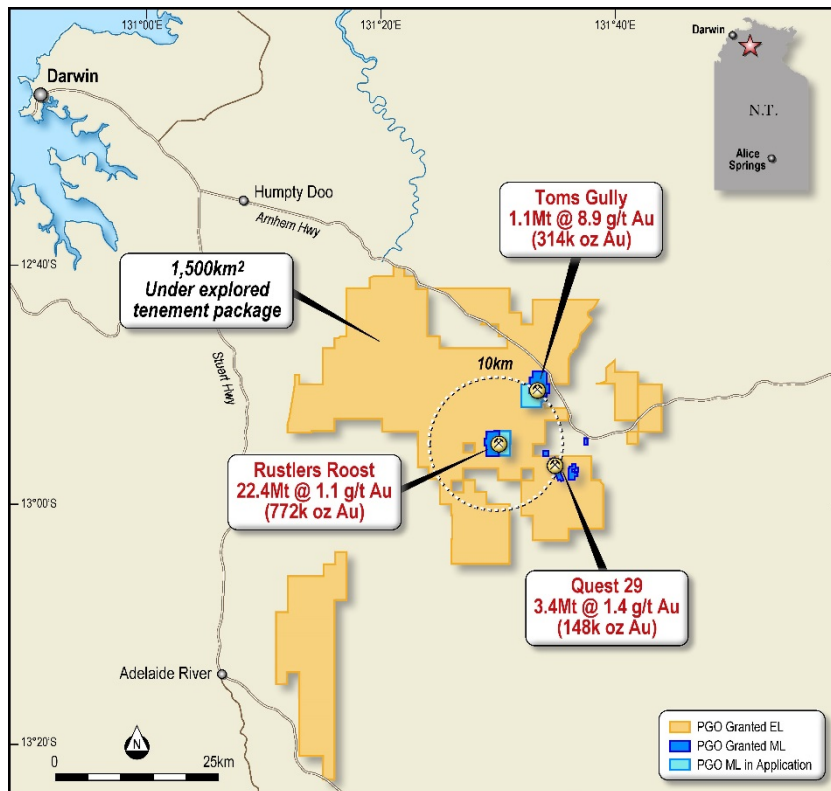 131°00'E
131°20'E
131°40'E
Darwin
N.T.
Alice
Springs
Darwin
Humpty Doo
Arnhem Hwy
Toms Gully
1.1Mt @ 8.9 g/t Au
(314k oz Au)
12°40'S
1,500km²
Under explored
tenement package
Stuart Hwy
10km
Rustlers Roost
22.4Mt @ 1.1 g/t Au
(772k oz Au)
13°00'S
Quest 29
3.4Mt @ 1.4 g/t Au
(148k oz Au)
Adelaide River
13°20'S
N
0
25km
PGO Granted EL
PGO Granted ML
PGO ML in Application